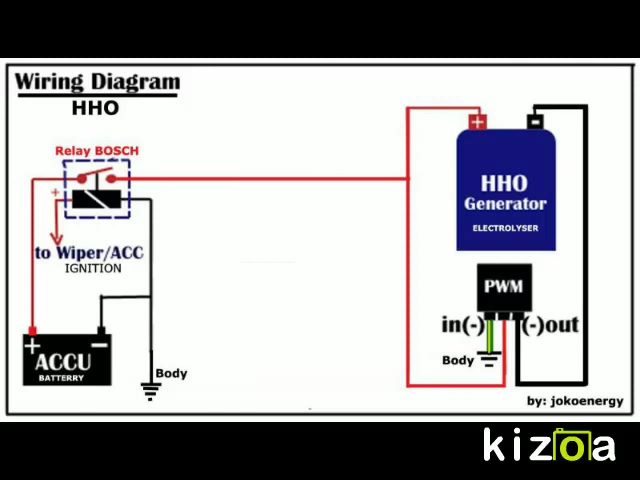 Wiring Diagram
HHO
Relay BOSCH
+
to Wiper/ACC
IGNITION
+ −
ACCU
BATTERRY
Body
+ -
HHO
Generator
ELECTROLYSER
PWM
in(-) (-)out
Body
by: jokoenergy
kizoa